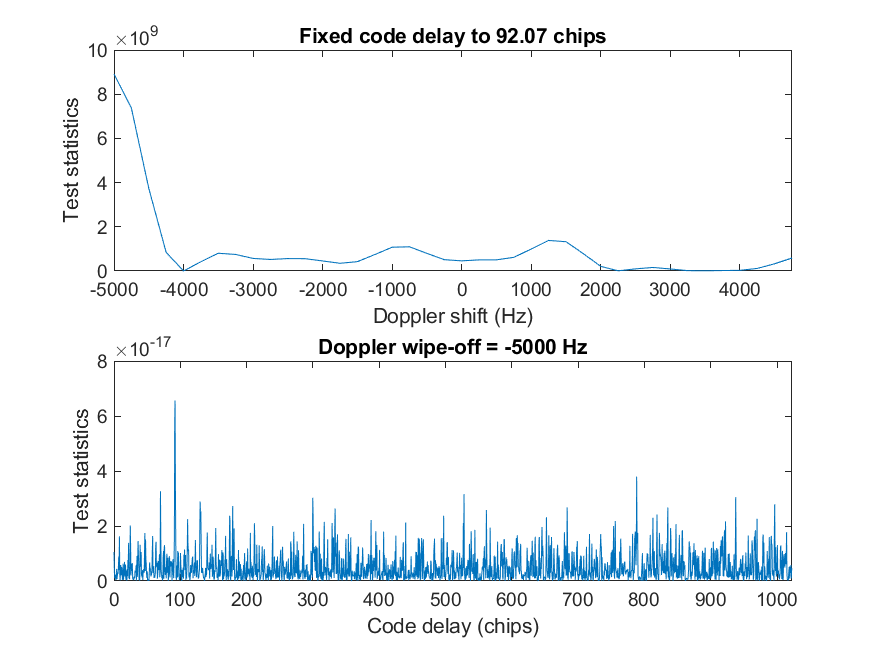 Fixed code delay to 92.07 chips
×10^9
10
8
6
4
2
0
Test statistics
-5000 -4000 -3000 -2000 -1000 0 1000 2000 3000 4000
Doppler shift (Hz)
Doppler wipe-off = -5000 Hz
×10^-17
8
6
4
2
0
Test statistics
0 100 200 300 400 500 600 700 800 900 1000
Code delay (chips)